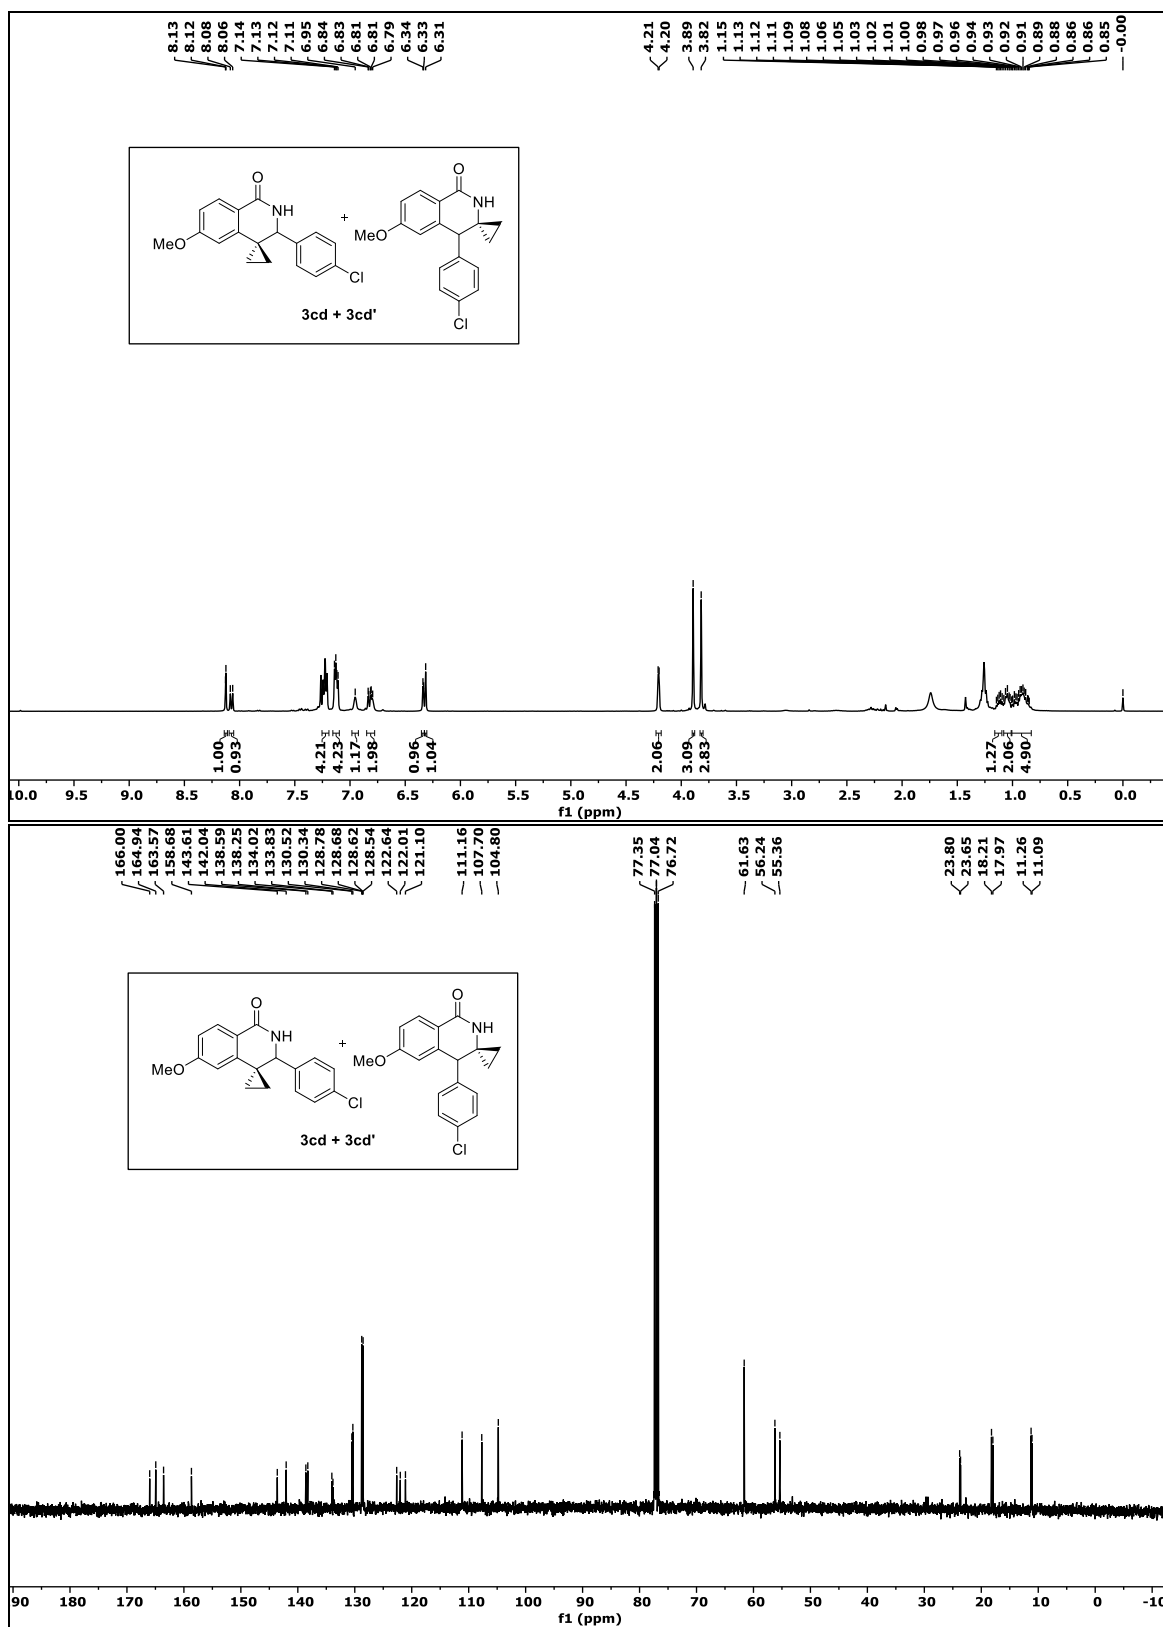 8.13 8.12 8.08 8.06 7.14 7.13 7.12 7.11 6.95 6.84 6.83 6.81 6.81 6.79 6.34 6.33 6.31 4.21 4.20 3.89 3.82 1.15 1.13 1.12 1.11 1.09 1.08 1.06 1.05 1.03 1.02 1.01 1.00 0.98 0.97 0.96 0.94 0.93 0.92 0.91 0.89 0.88 0.86 0.86 0.85 -0.00
O O
NH NH
+
MeO MeO
Cl
3cd + 3cd'
Cl
1.00 0.93 4.21 4.23 1.17 1.98 0.96 1.04 2.06 3.09 2.83 1.27 2.06 4.90
10.0 9.5 9.0 8.5 8.0 7.5 7.0 6.5 6.0 5.5 5.0 4.5 4.0 3.5 3.0 2.5 2.0 1.5 1.0 0.5 0.0
f1 (ppm)
166.00 164.94 163.57 158.68 143.61 142.04 138.59 138.25 134.02 133.83 130.52 130.34 128.78 128.68 128.62 128.54 122.64 122.01 121.10 111.16 107.70 104.80 77.35 77.04 76.72 61.63 56.24 55.36 23.80 23.65 18.21 17.97 11.26 11.09
O O
NH NH
+
MeO MeO
Cl
3cd + 3cd'
Cl
90 180 170 160 150 140 130 120 110 100 90 80 70 60 50 40 30 20 10 0 -10
f1 (ppm)